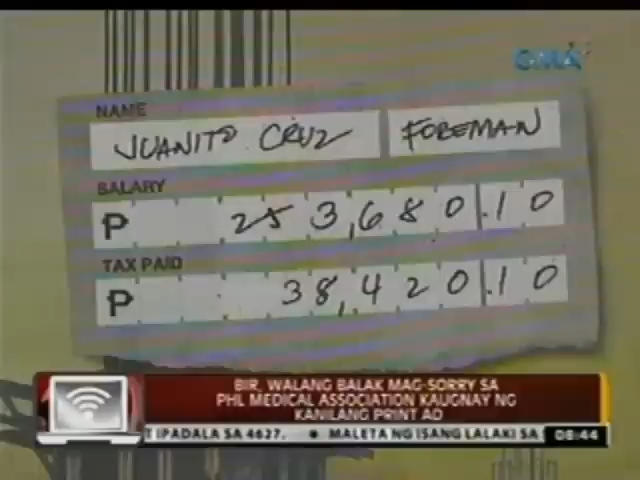 GMA
NAME
JUANITO CRUZ FOREMAN
SALARY
P 253,680.10
TAX PAID
P 38,420.10
BIR, WALANG BALAK MAG-SORRY SA
PHL MEDICAL ASSOCIATION KAUGNAY NG
KANILANG PRINT AD
T IPADALA SA 4627. • MALETA NG ISANG LALAKI SA 08:44